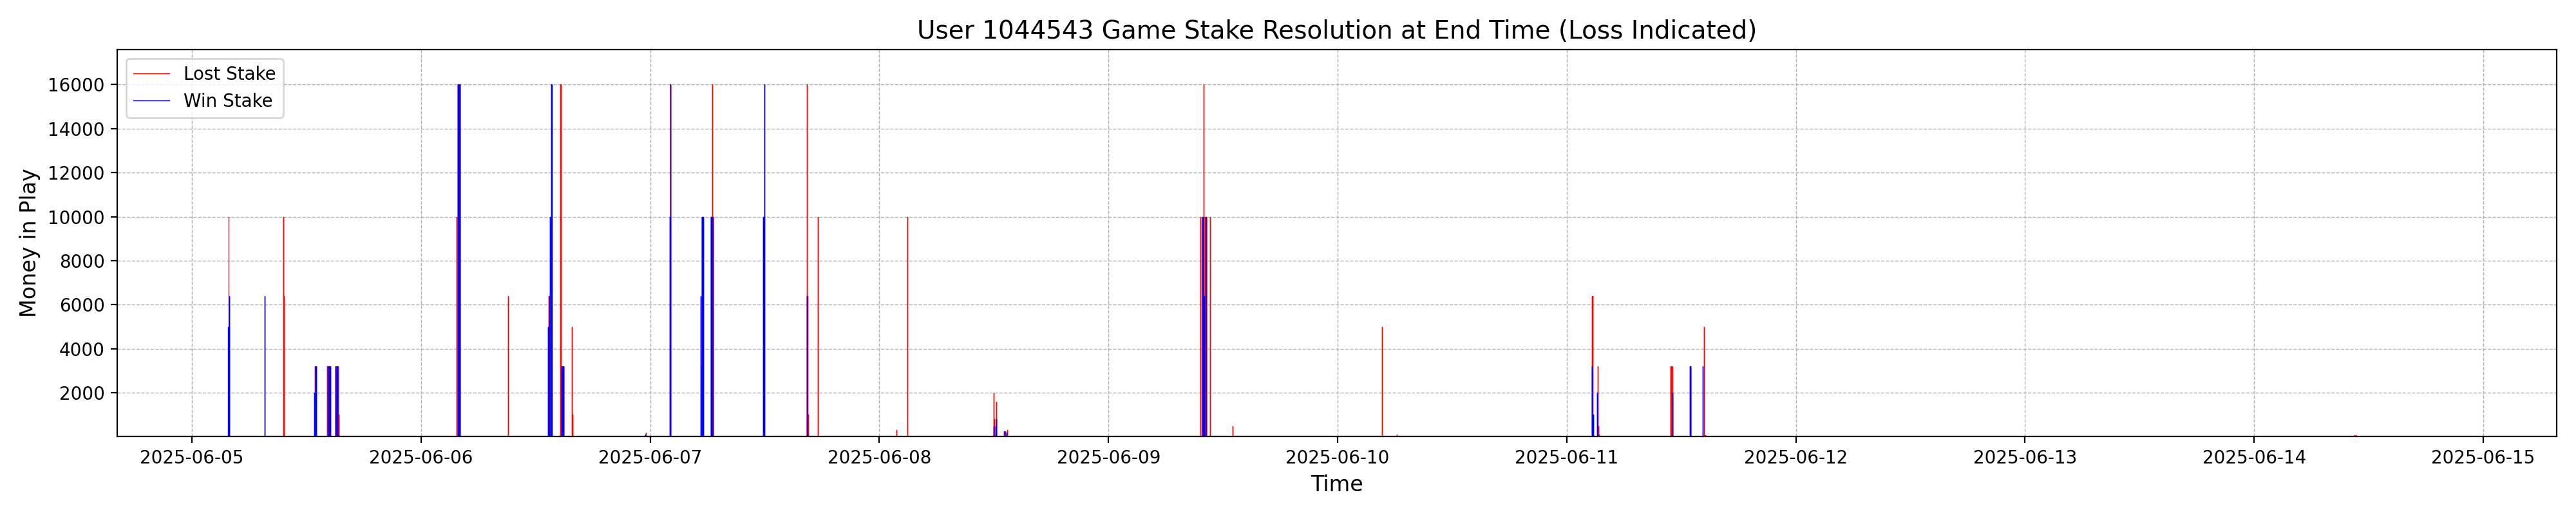 User 1044543 Game Stake Resolution at End Time (Loss Indicated)
Lost Stake
Win Stake
Money in Play
16000
14000
12000
10000
8000
6000
4000
2000
2025-06-05 2025-06-06 2025-06-07 2025-06-08 2025-06-09 2025-06-10 2025-06-11 2025-06-12 2025-06-13 2025-06-14 2025-06-15
Time